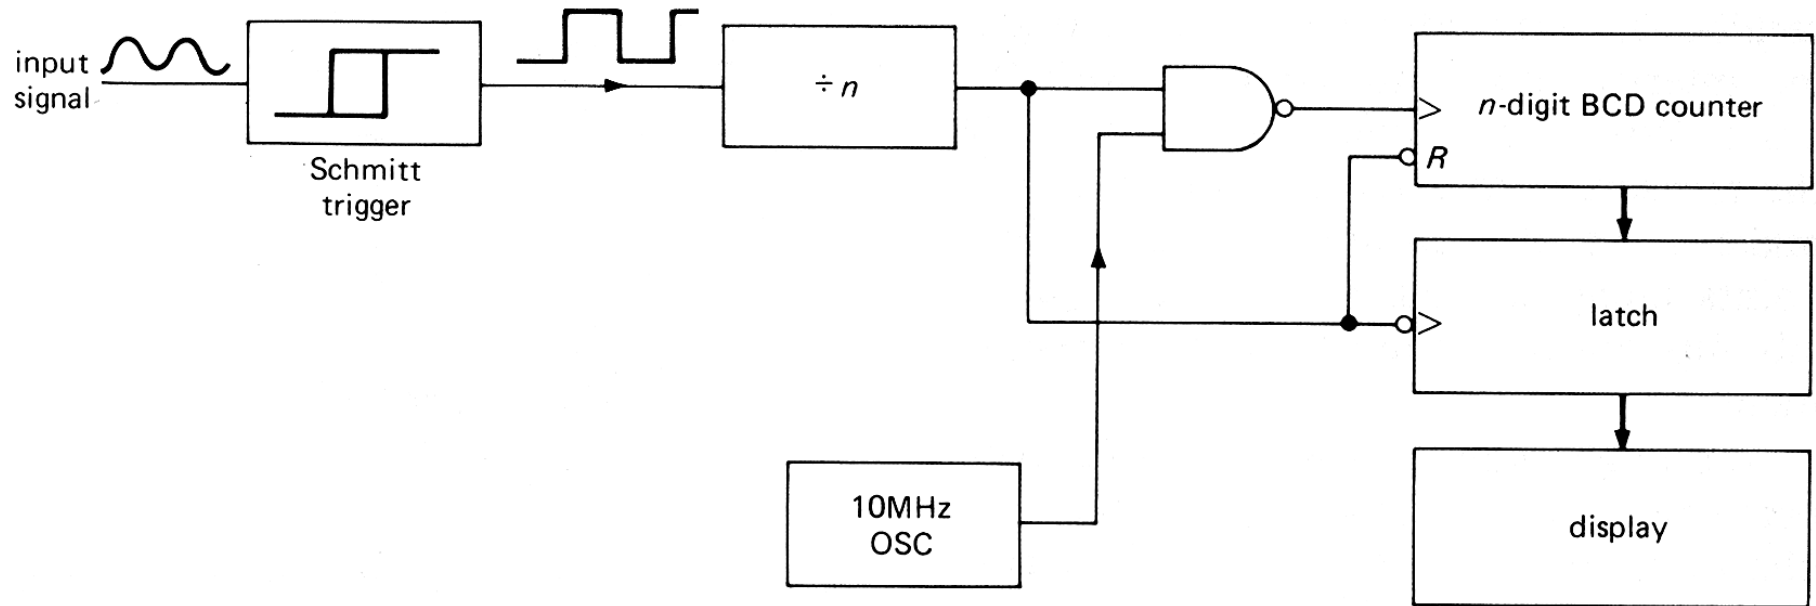 input
signal
Schmitt
trigger
÷ n
10MHz
OSC
n-digit BCD counter
R
latch
display